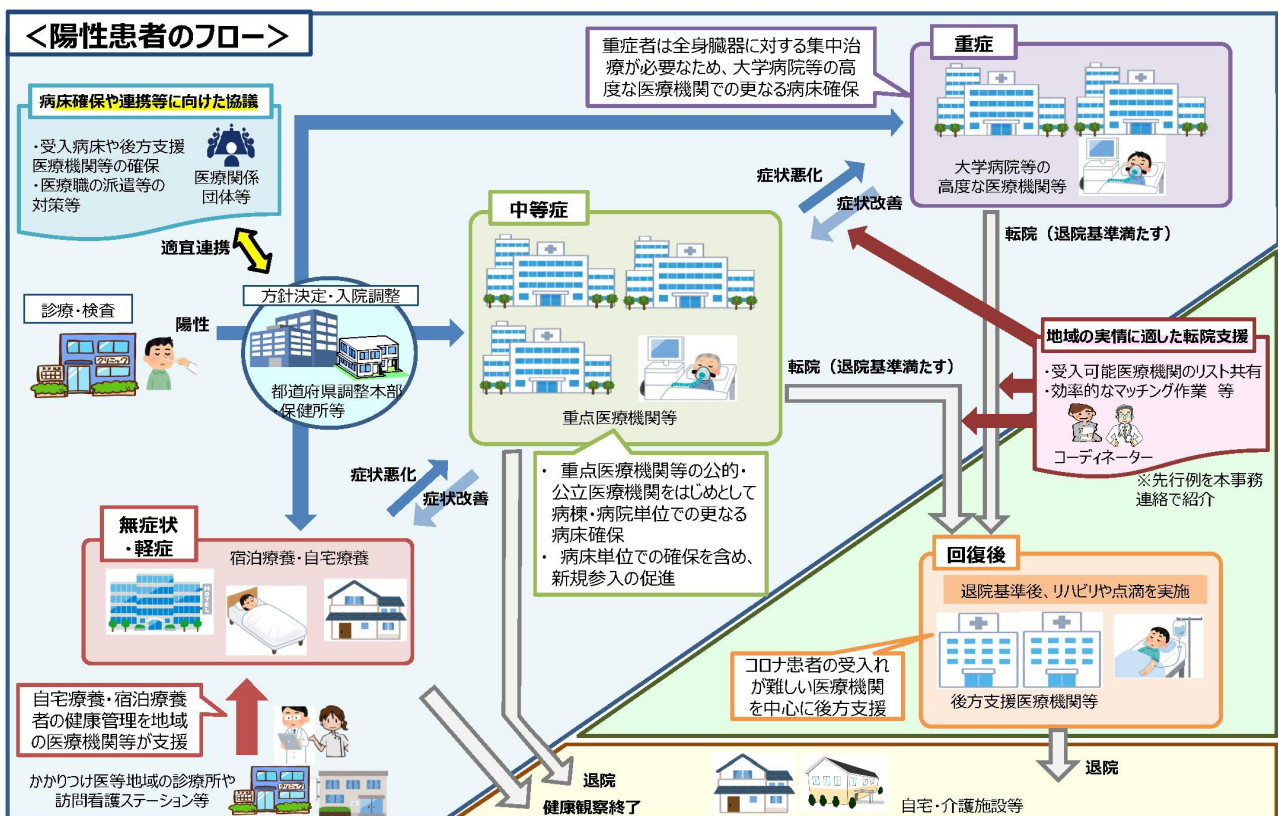 ＜陽性患者のフロー＞
病床確保や連携等に向けた協議
・受入病床や後方支援
医療機関等の確保
・医療職の派遣等の
対策等
医療関係
団体等
適宜連携
診療・検査
クリニック
陽性
方針決定・入院調整
都道府県調整本部
・保健所等
重症者は全身臓器に対する集中治
療が必要なため、大学病院等の高
度な医療機関での更なる病床確保
重症
大学病院等の
高度な医療機関等
症状悪化
症状改善
中等症
重点医療機関等
・ 重点医療機関等の公的・
公立医療機関をはじめとして
病棟・病院単位での更なる
病床確保
・ 病床単位での確保を含め、
新規参入の促進
転院（退院基準満たす）
転院（退院基準満たす）
地域の実情に適した転院支援
・受入可能医療機関のリスト共有
・効率的なマッチング作業 等
コーディネーター
※先行例を本事務
連絡で紹介
症状悪化
症状改善
無症状
・軽症
宿泊療養・自宅療養
HOTEL
回復後
退院基準後、リハビリや点滴を実施
後方支援医療機関等
コロナ患者の受入れ
が難しい医療機関
を中心に後方支援
自宅療養・宿泊療養
者の健康管理を地域
の医療機関等が支援
かかりつけ医等地域の診療所や
訪問看護ステーション等
クリニック
退院
健康観察終了
退院
自宅・介護施設等